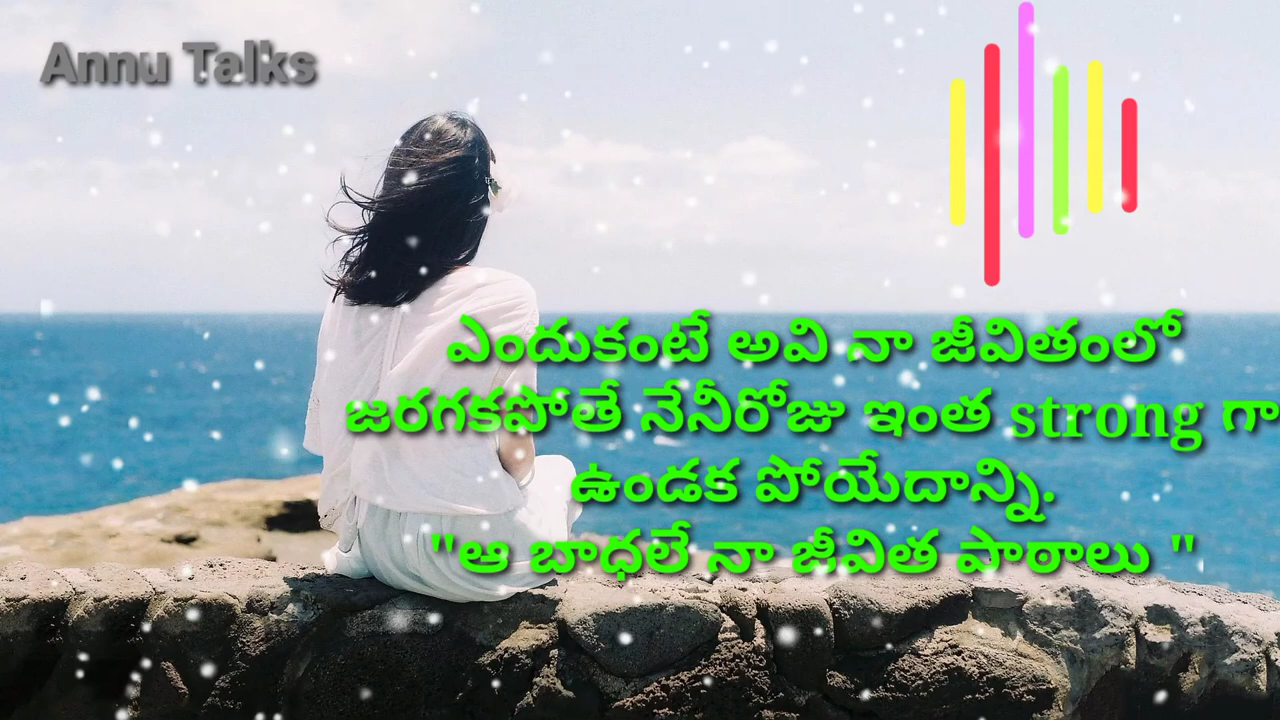 Annu Talks
ఎందుకంటే అవి నా జీవితంలో
జరగకపోతే నేనీరోజు ఇంత strong గా
ఉండక పోయేదాన్ని.
"ఆ బాధలే నా జీవిత పాఠాలు "